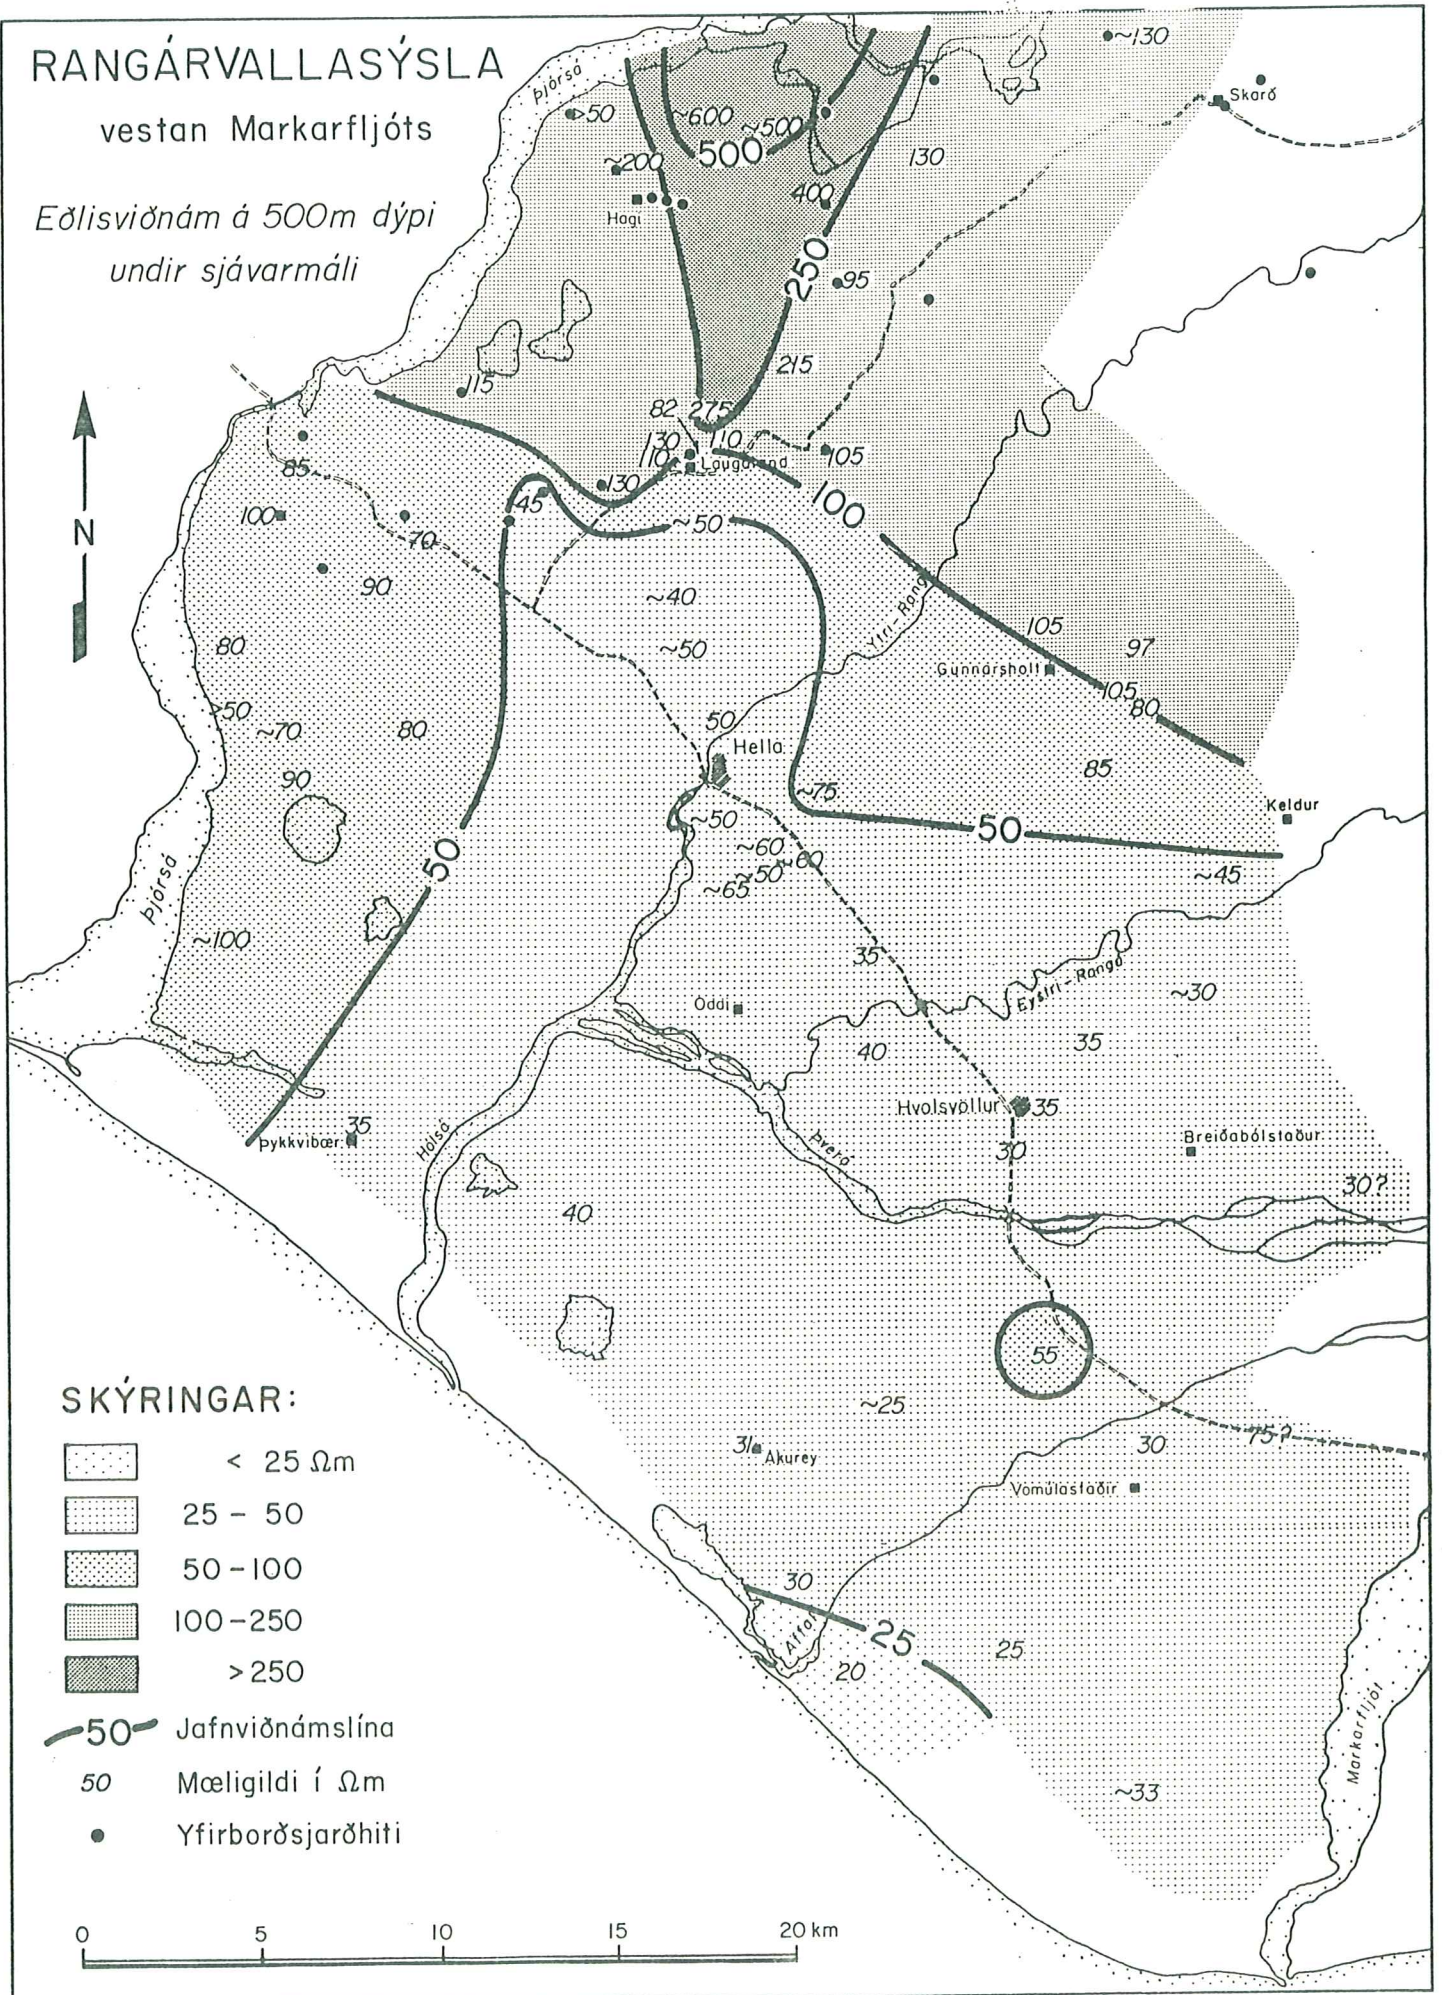 RANGÁRVALLASÝSLA
vestan Markarfljóts
Eðlisviðnám á 500m dýpi
undir sjávarmáli
Þjórsá
>50
~600
~500
500
~130
Skarð
~200
130
Hagi
400
250
95
215
115
82
275
130
110
110
Laugaland
105
130
45
85
100
100
70
~50
90
~40
~50
Ytri-Rangá
80
105
97
Gunnarsholt
105
80
>50
~70
80
50
Hella
85
90
~75
Keldur
~50
50
50
~60
~60
~50
~65
~45
Þjórsá
~100
35
Eystri-Rangá
~30
Oddi
40
35
Hvolsvöllur
35
Þykkvibær
35
Hólsá
Þverá
30
Breiðabólstaður
30?
40
55
~25
31
Akurey
30
75?
Vomúlastaðir
30
Affall
25
25
20
Markarfljót
~33
N
SKÝRINGAR:
< 25 Ωm
25 – 50
50 – 100
100 – 250
> 250
50 Jafnviðnámslína
50 Mæligildi í Ωm
Yfirborðsjarðhiti
0 5 10 15 20 km